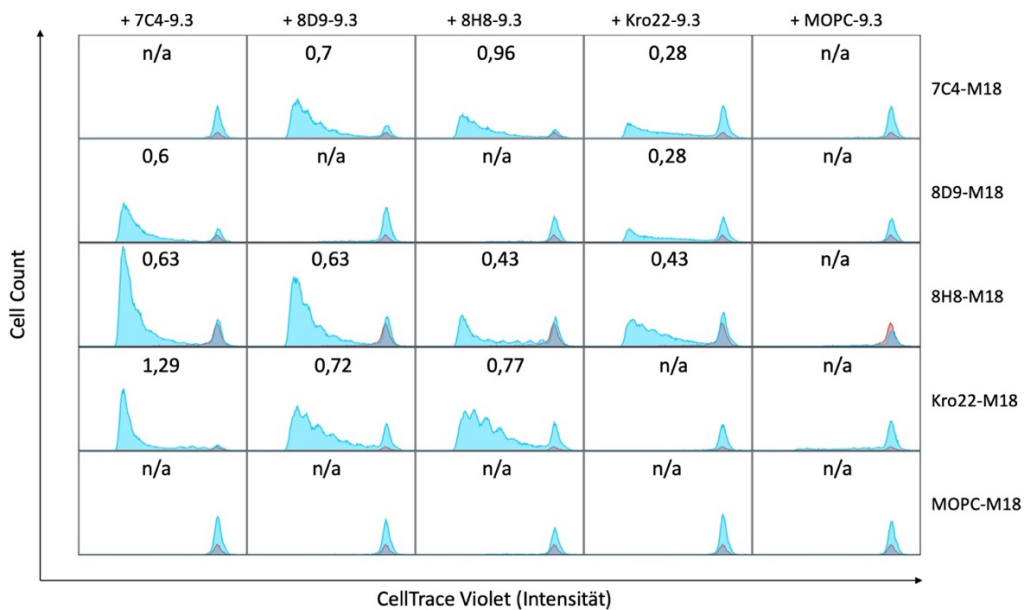 + 7C4-9.3 + 8D9-9.3 + 8H8-9.3 + Kro22-9.3 + MOPC-9.3
n/a 0,7 0,96 0,28 n/a
7C4-M18
0,6 n/a n/a 0,28 n/a
8D9-M18
0,63 0,63 0,43 0,43 n/a
8H8-M18
1,29 0,72 0,77 n/a n/a
Kro22-M18
n/a n/a n/a n/a n/a
MOPC-M18
Cell Count
CellTrace Violet (Intensität)